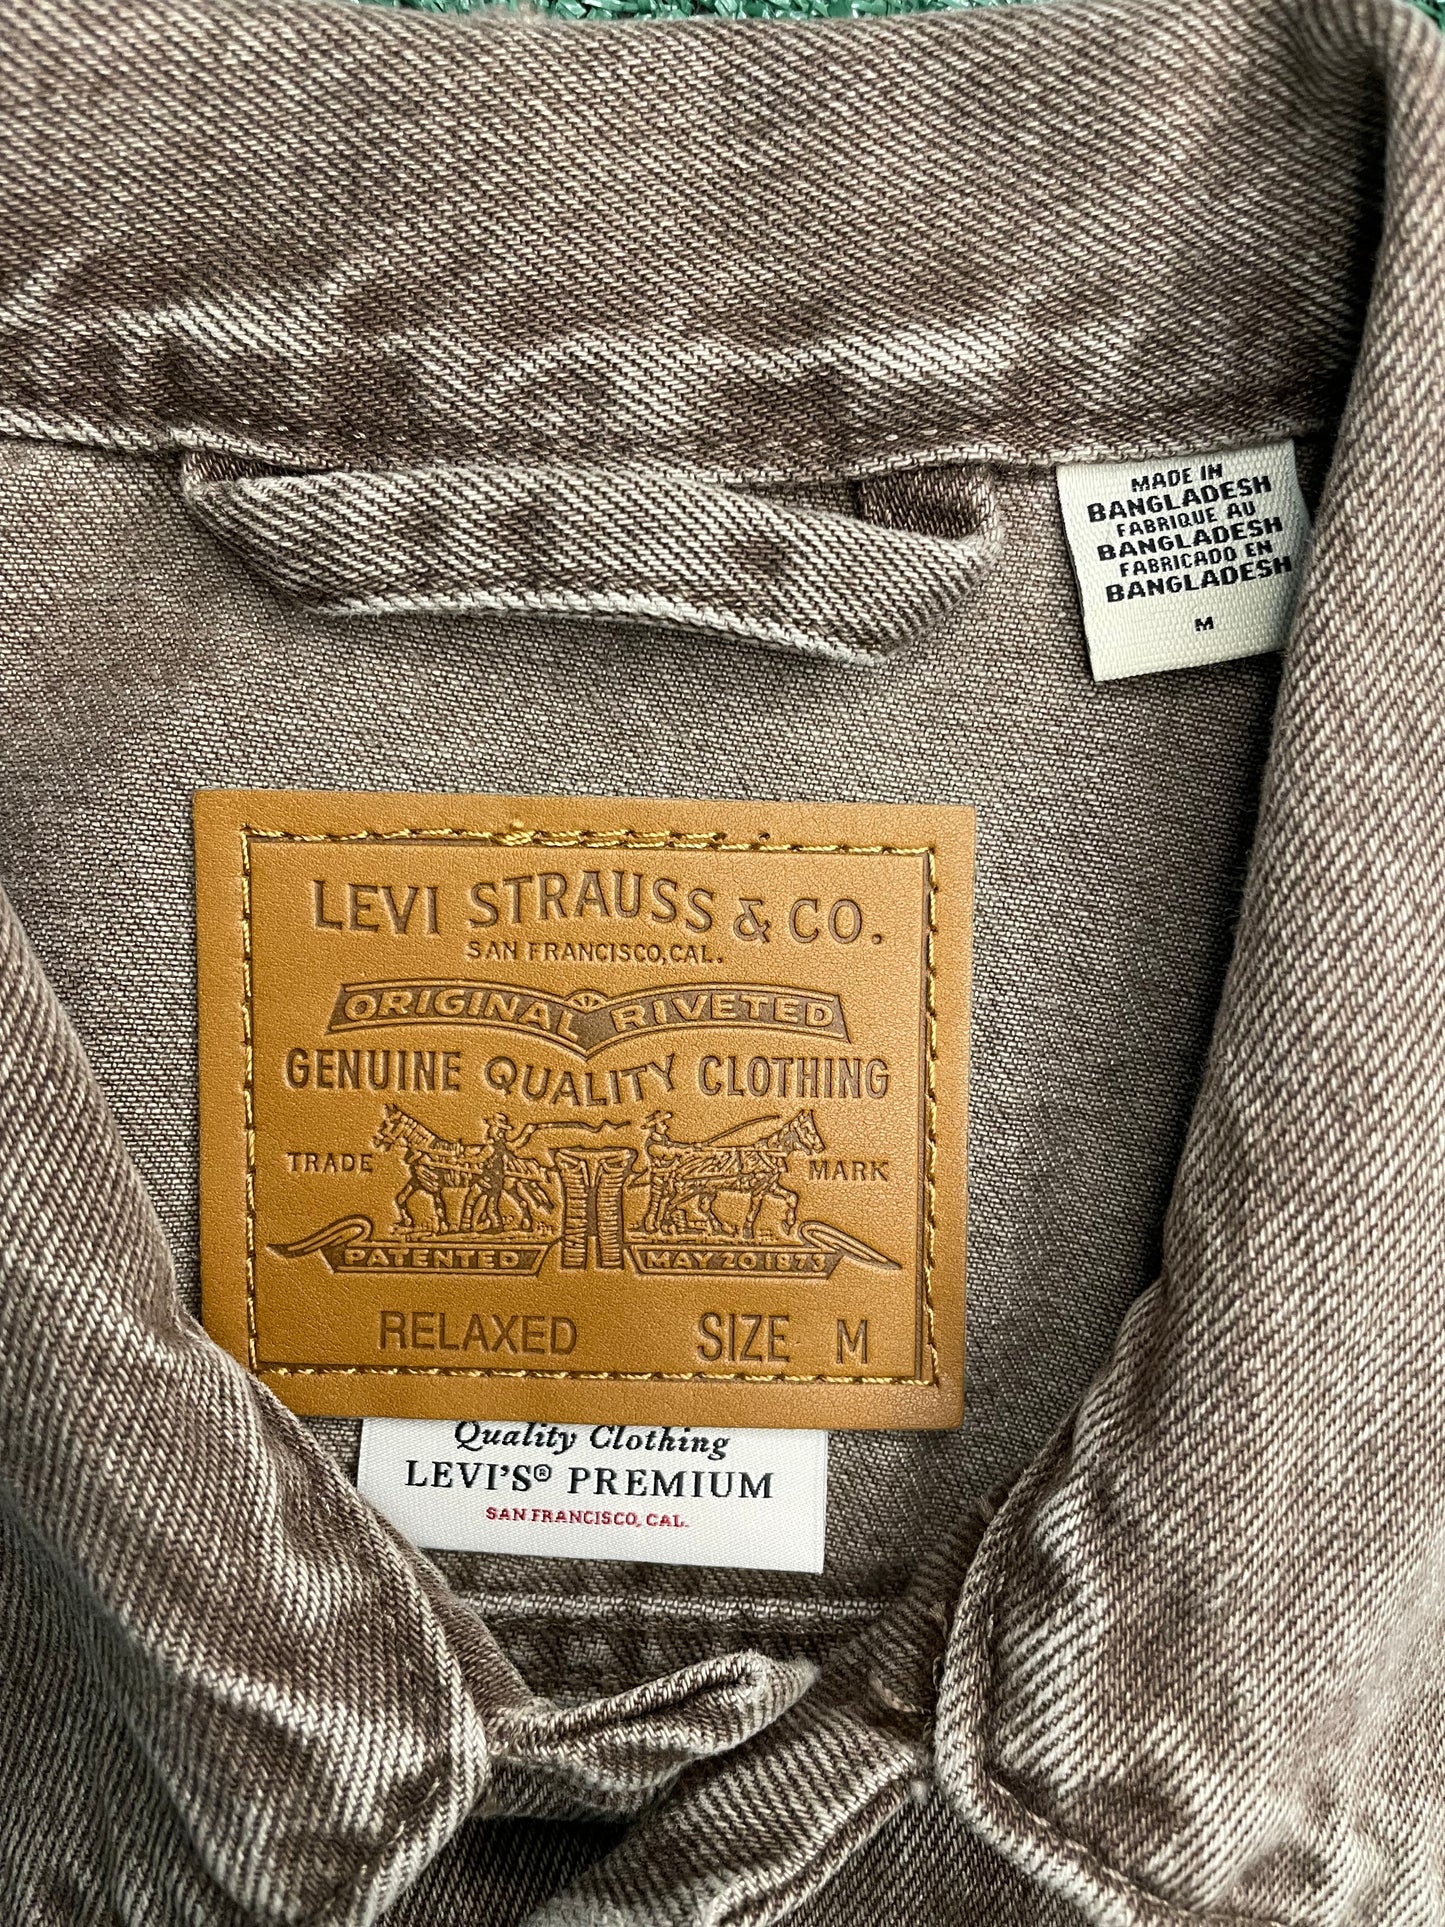 MADE IN
BANGLADESH
FABRIQUE AU
BANGLADESH
FABRICADO EN
BANGLADESH
M
LEVI STRAUSS & CO.
SAN FRANCISCO, CAL.
ORIGINAL RIVETED
GENUINE QUALITY CLOTHING
TRADE MARK
PATENTED MAY 20 1873
RELAXED SIZE M
Quality Clothing
LEVI'S® PREMIUM
SAN FRANCISCO, CAL.